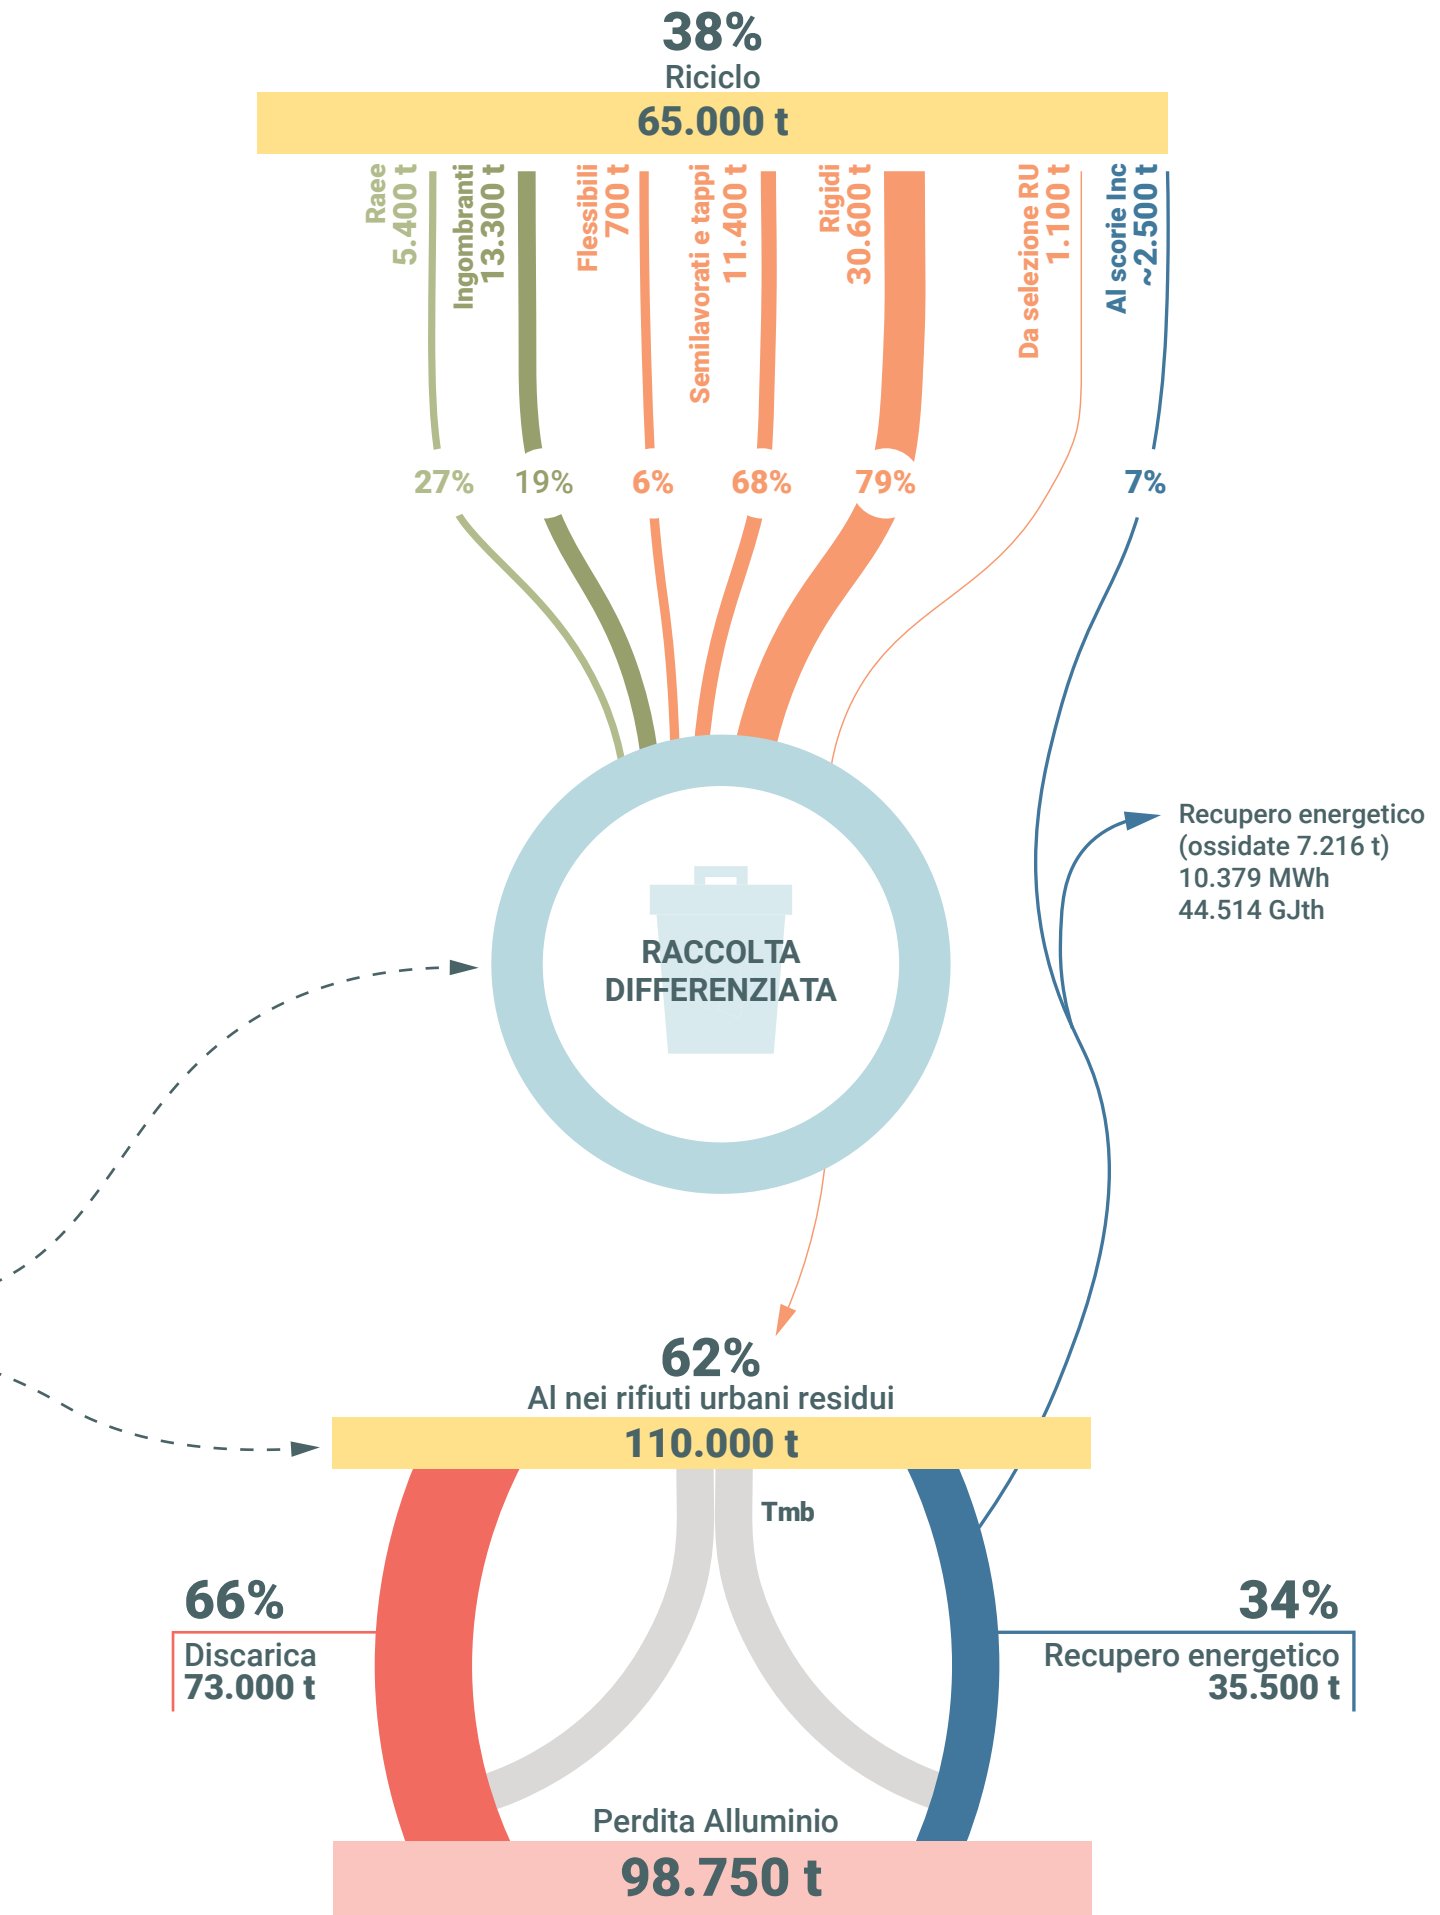 38%
Riciclo
65.000 t
Raee
5.400 t
Ingombranti
13.300 t
Flessibili
700 t
Semilavorati e tappi
11.400 t
Rigidi
30.600 t
Da selezione RU
1.100 t
Al scorie Inc
~2.500 t
27%
19%
6%
68%
79%
7%
Recupero energetico
(ossidate 7.216 t)
10.379 MWh
44.514 GJth
RACCOLTA
DIFFERENZIATA
62%
Al nei rifiuti urbani residui
110.000 t
Tmb
66%
Discarica
73.000 t
34%
Recupero energetico
35.500 t
Perdita Alluminio
98.750 t